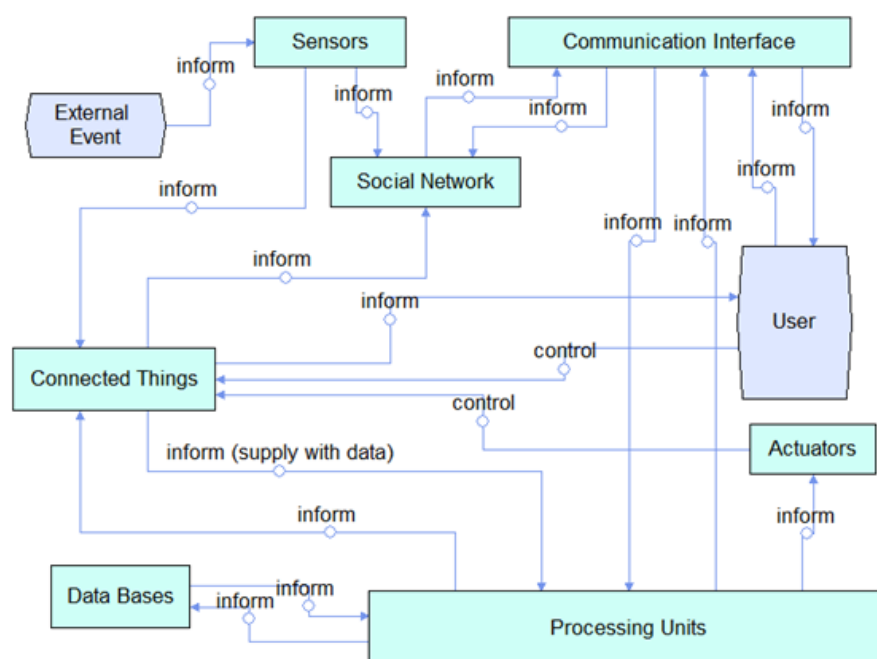 Sensors
Communication Interface
inform
External
Event
inform
inform
inform
inform
inform
Social Network
inform
inform
inform
inform
inform
User
control
Connected Things
control
Actuators
inform (supply with data)
inform
inform
Data Bases
inform
inform
Processing Units